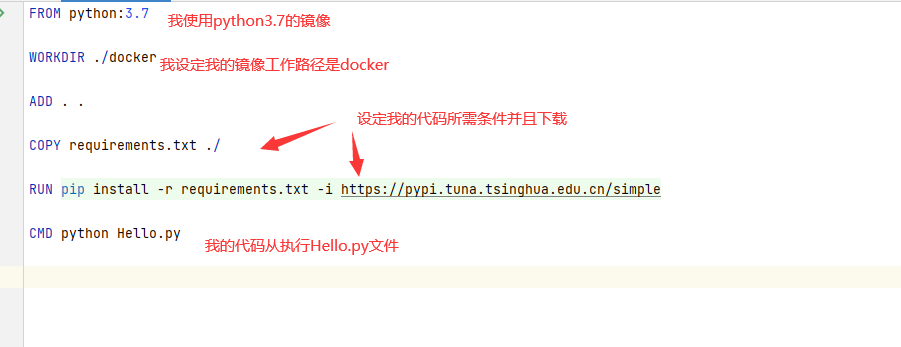 FROM python:3.7
我使用python3.7的镜像
WORKDIR ./docker
我设定我的镜像工作路径是docker
ADD . .
设定我的代码所需条件并且下载
COPY requirements.txt ./
RUN pip install -r requirements.txt -i https://pypi.tuna.tsinghua.edu.cn/simple
CMD python Hello.py
我的代码从执行Hello.py文件